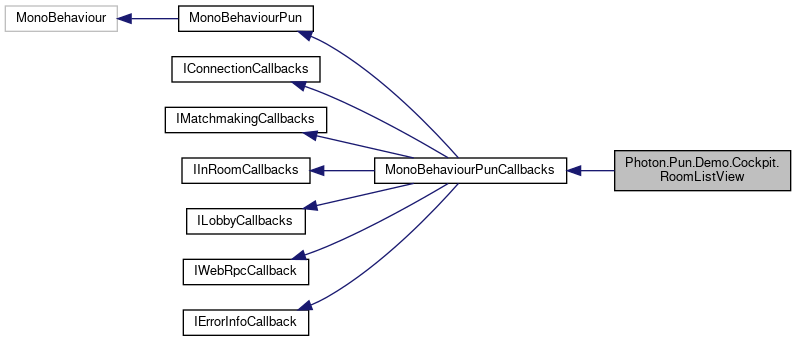 MonoBehaviour
MonoBehaviourPun
IConnectionCallbacks
IMatchmakingCallbacks
IInRoomCallbacks
MonoBehaviourPunCallbacks
Photon.Pun.Demo.Cockpit.
RoomListView
ILobbyCallbacks
IWebRpcCallback
IErrorInfoCallback